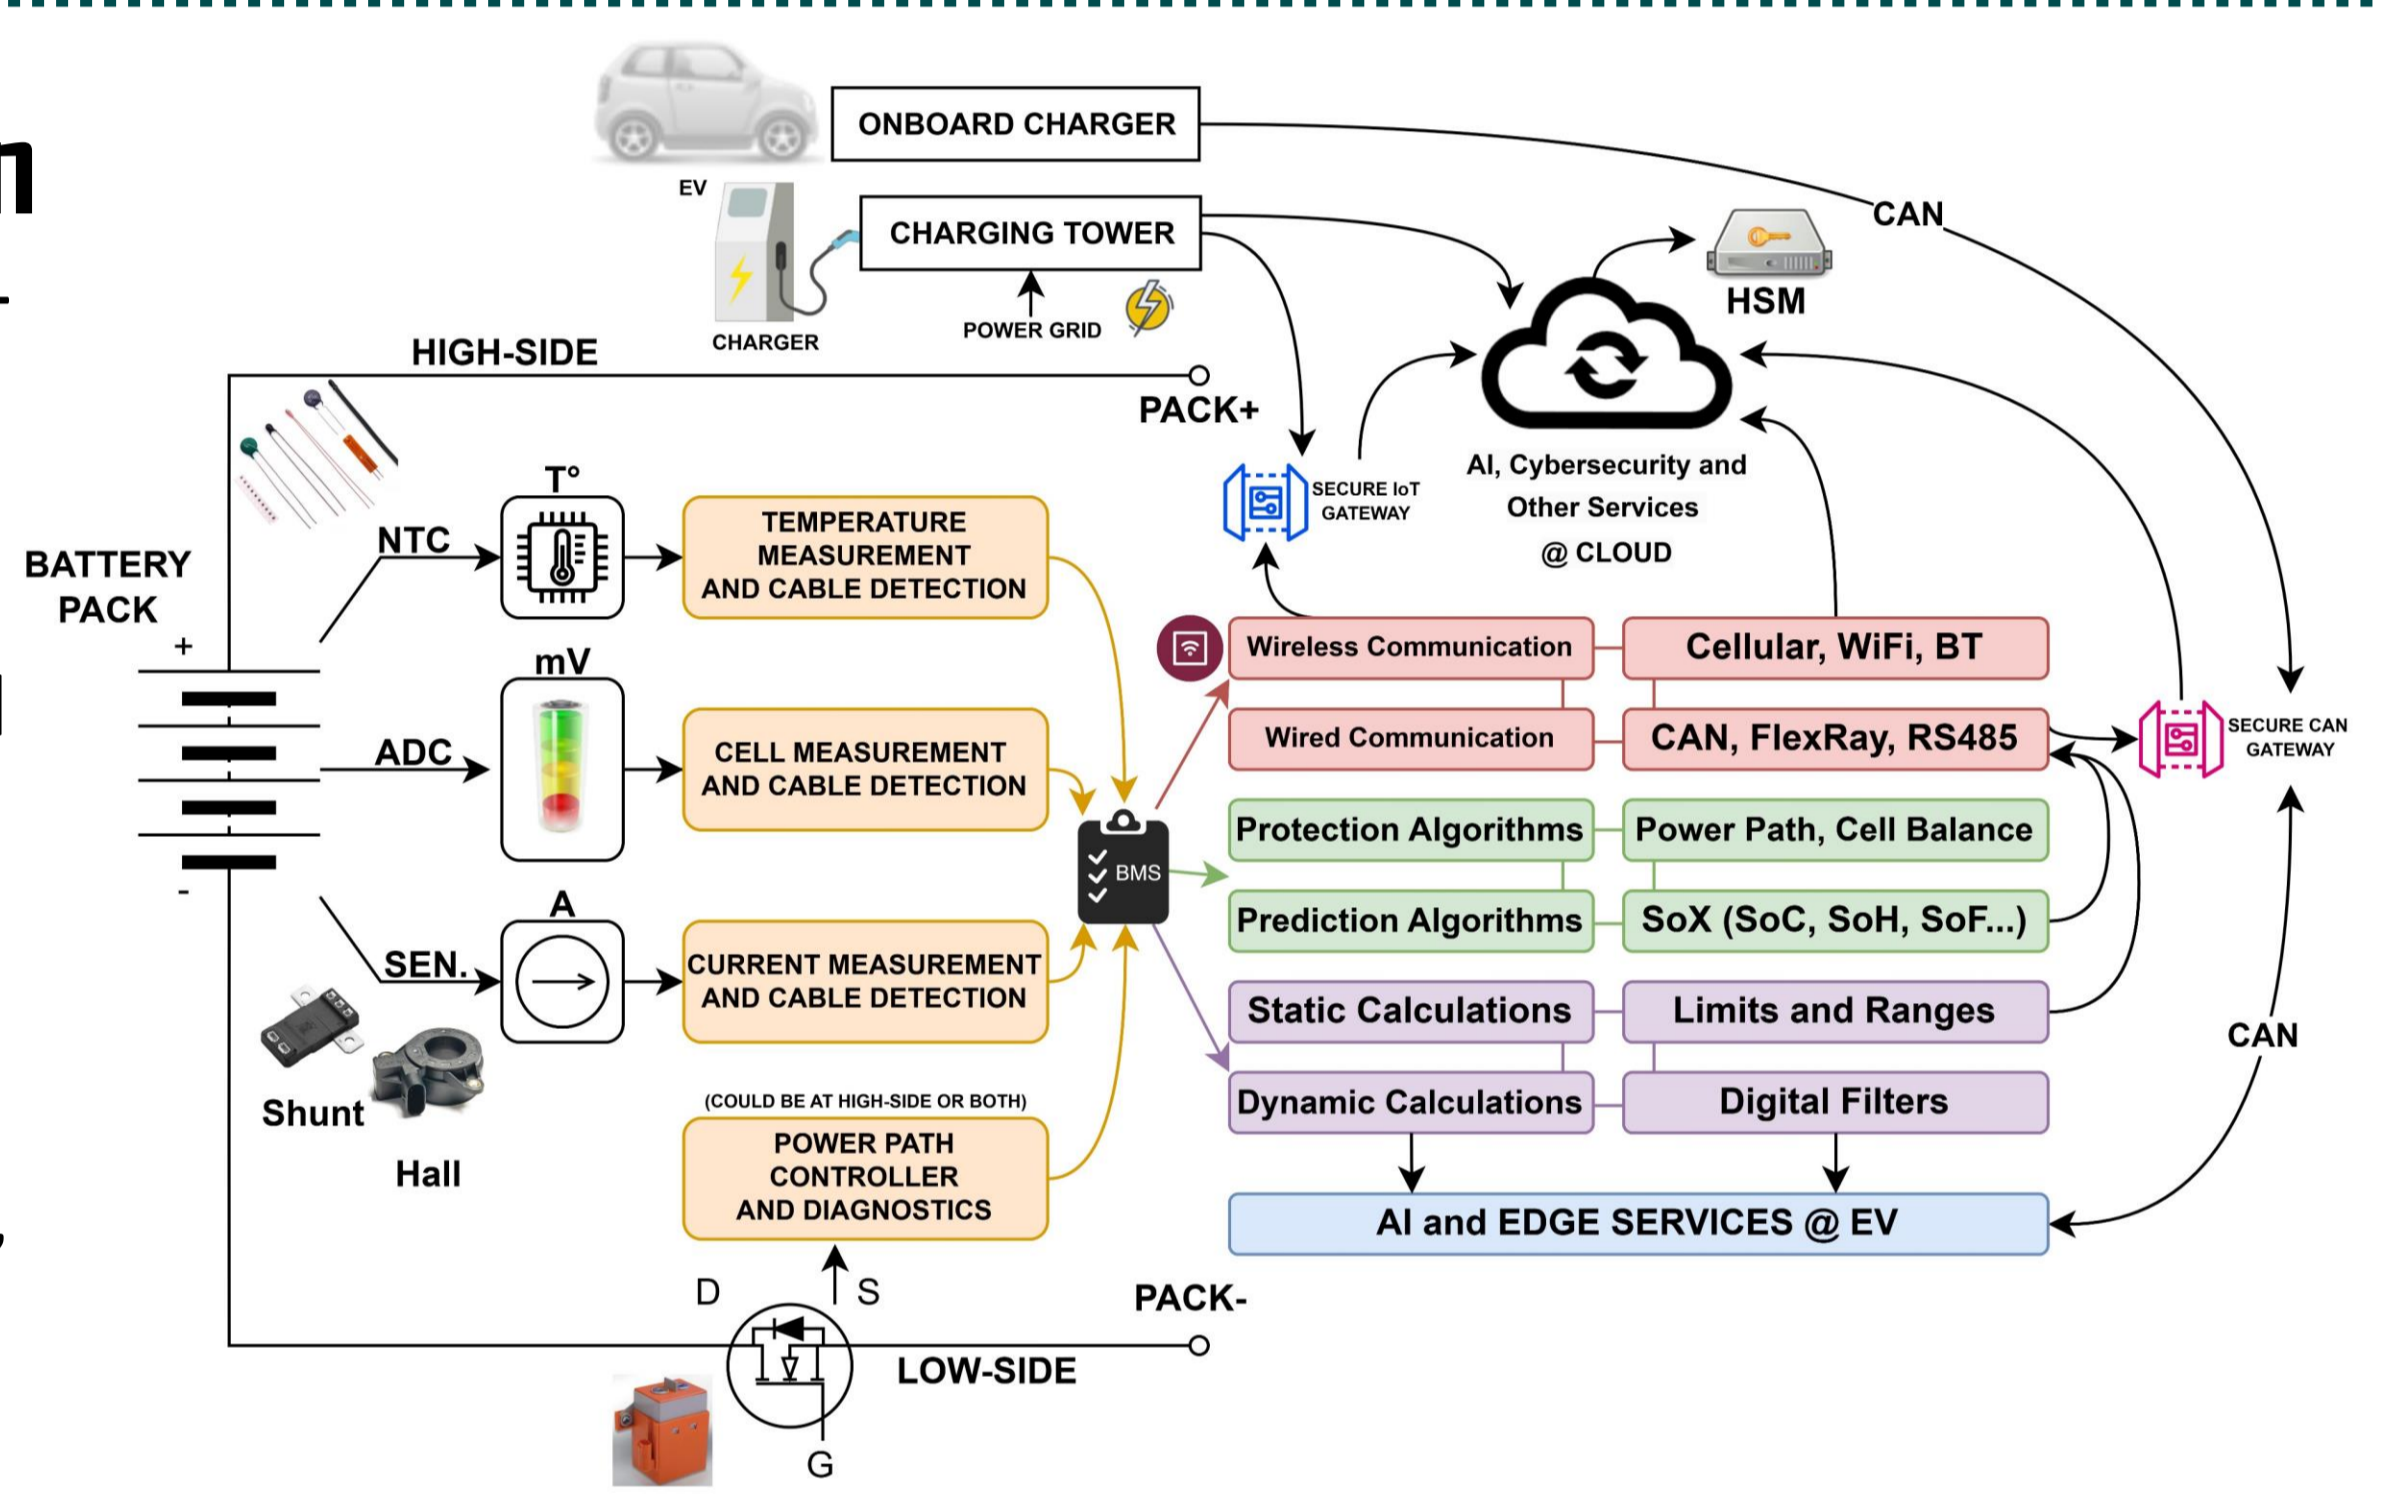 ONBOARD CHARGER
EV
CHARGING TOWER
CHARGER
POWER GRID
CAN
HSM
HIGH-SIDE
PACK+
AI, Cybersecurity and
Other Services
@ CLOUD
SECURE IoT
GATEWAY
BATTERY
PACK
+
-
NTC
T°
TEMPERATURE
MEASUREMENT
AND CABLE DETECTION
ADC
mV
CELL MEASUREMENT
AND CABLE DETECTION
SEN.
A
CURRENT MEASUREMENT
AND CABLE DETECTION
Shunt
Hall
(COULD BE AT HIGH-SIDE OR BOTH)
POWER PATH
CONTROLLER
AND DIAGNOSTICS
D
S
G
LOW-SIDE
PACK-
BMS
Wireless Communication
Cellular, WiFi, BT
Wired Communication
CAN, FlexRay, RS485
SECURE CAN
GATEWAY
Protection Algorithms
Power Path, Cell Balance
Prediction Algorithms
SoX (SoC, SoH, SoF...)
Static Calculations
Limits and Ranges
Dynamic Calculations
Digital Filters
CAN
AI and EDGE SERVICES @ EV